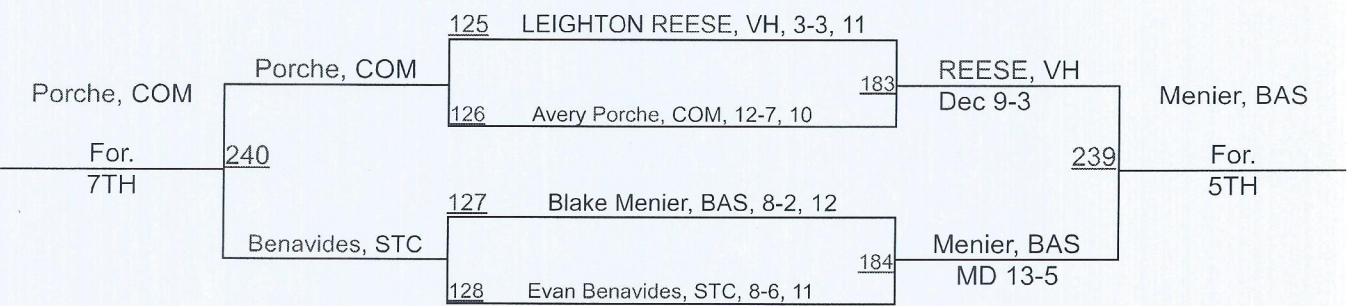 125 LEIGHTON REESE, VH, 3-3, 11
Porche, COM
Porche, COM
183
REESE, VH
Dec 9-3
Menier, BAS
126 Avery Porche, COM, 12-7, 10
For.
7TH
240
239
For.
5TH
127 Blake Menier, BAS, 8-2, 12
Benavides, STC
184
Menier, BAS
MD 13-5
128 Evan Benavides, STC, 8-6, 11